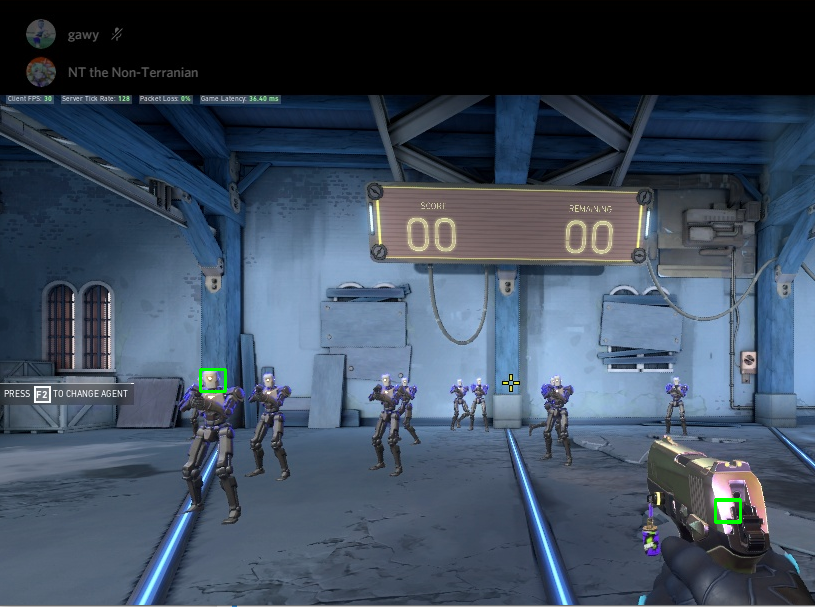 gawy
NT the Non-Terranian
Client FPS: 30 Server Tick Rate: 128 Packet Loss: 0% Game Latency: 36.40 ms
SCORE REMAINING
00 00
PRESS F2 TO CHANGE AGENT